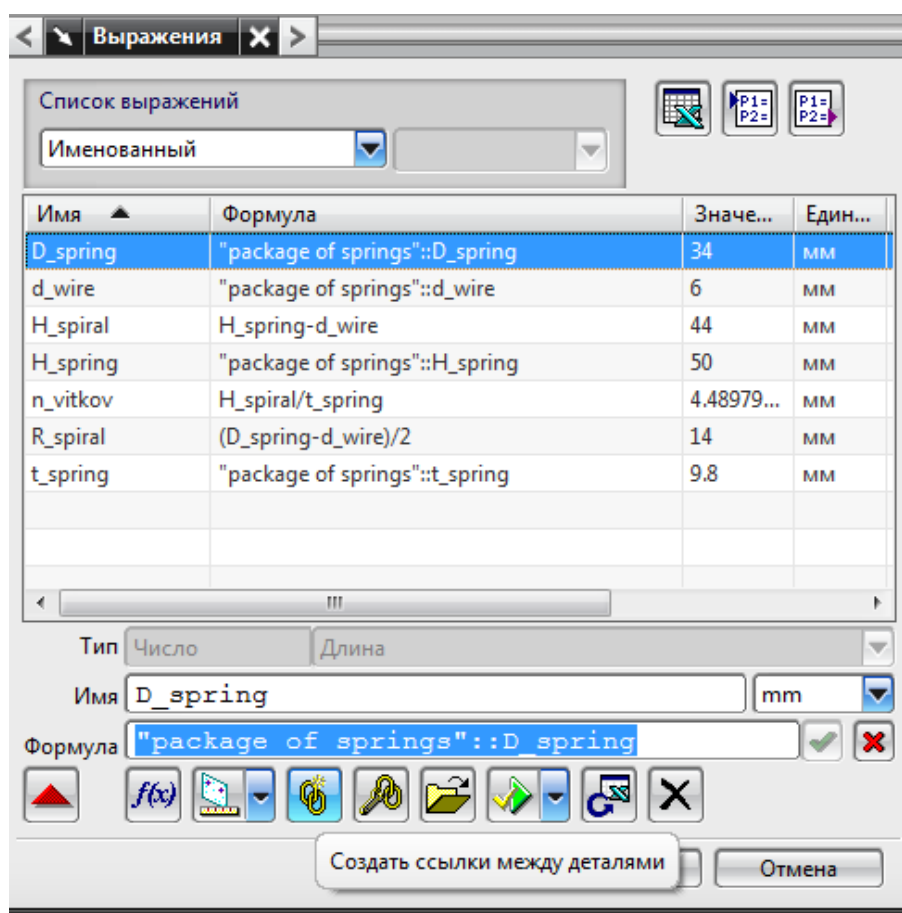 Выражения
Список выражений
Именованный
P1=
P2=
P1=
P2=
Имя Формула Значе... Един...
D_spring "package of springs"::D_spring 34 мм
d_wire "package of springs"::d_wire 6 мм
H_spiral H_spring-d_wire 44 мм
H_spring "package of springs"::H_spring 50 мм
n_vitkov H_spiral/t_spring 4.48979... мм
R_spiral (D_spring-d_wire)/2 14 мм
t_spring "package of springs"::t_spring 9.8 мм
Тип Число Длина
Имя D_spring mm
Формула "package of springs"::D_spring
f(x)
Создать ссылки между деталями
Отмена